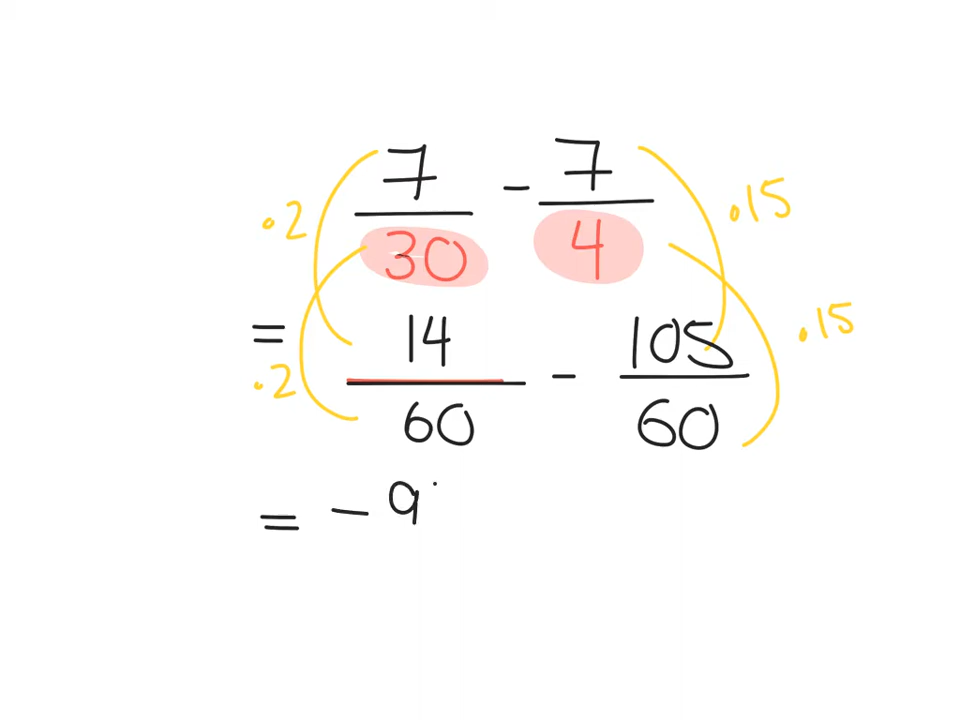 7 - 7
·2 ·15
30 4
= 14 - 105 ·15
·2 60 60
= - 9